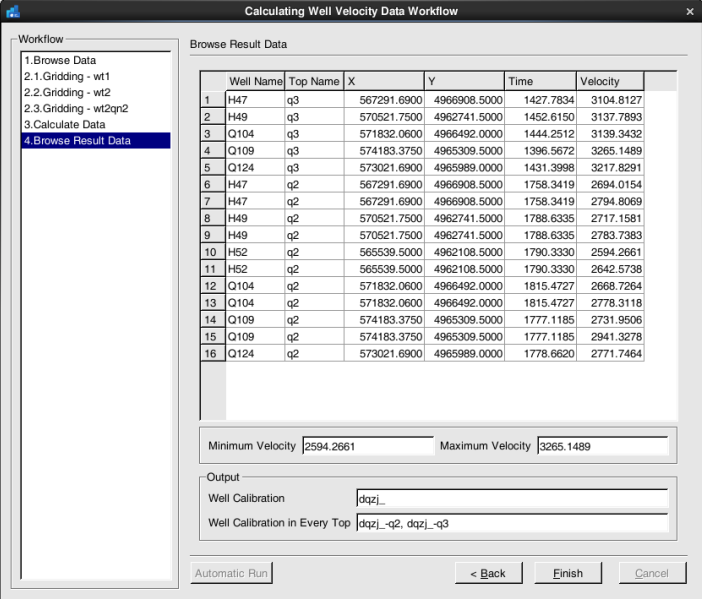 Calculating Well Velocity Data Workflow
Workflow
1.Browse Data
2.1.Gridding - wt1
2.2.Gridding - wt2
2.3.Gridding - wt2qn2
3.Calculate Data
4.Browse Result Data
Browse Result Data
Well Name Top Name X Y Time Velocity
1 H47 q3 567291.6900 4966908.5000 1427.7834 3104.8127
2 H49 q3 570521.7500 4962741.5000 1452.6150 3137.7893
3 Q104 q3 571832.0600 4966492.0000 1444.2512 3139.3432
4 Q109 q3 574183.3750 4965309.5000 1396.5672 3265.1489
5 Q124 q3 573021.6900 4965989.0000 1431.3998 3217.8291
6 H47 q2 567291.6900 4966908.5000 1758.3419 2694.0154
7 H47 q2 567291.6900 4966908.5000 1758.3419 2794.8069
8 H49 q2 570521.7500 4962741.5000 1788.6335 2717.1581
9 H49 q2 570521.7500 4962741.5000 1788.6335 2783.7383
10 H52 q2 565539.5000 4962108.5000 1790.3330 2594.2661
11 H52 q2 565539.5000 4962108.5000 1790.3330 2642.5738
12 Q104 q2 571832.0600 4966492.0000 1815.4727 2668.7264
13 Q104 q2 571832.0600 4966492.0000 1815.4727 2778.3118
14 Q109 q2 574183.3750 4965309.5000 1777.1185 2731.9506
15 Q109 q2 574183.3750 4965309.5000 1777.1185 2941.3278
16 Q124 q2 573021.6900 4965989.0000 1778.6620 2771.7464
Minimum Velocity 2594.2661 Maximum Velocity 3265.1489
Output
Well Calibration dqzj_
Well Calibration in Every Top dqzj_-q2, dqzj_-q3
Automatic Run < Back Finish Cancel